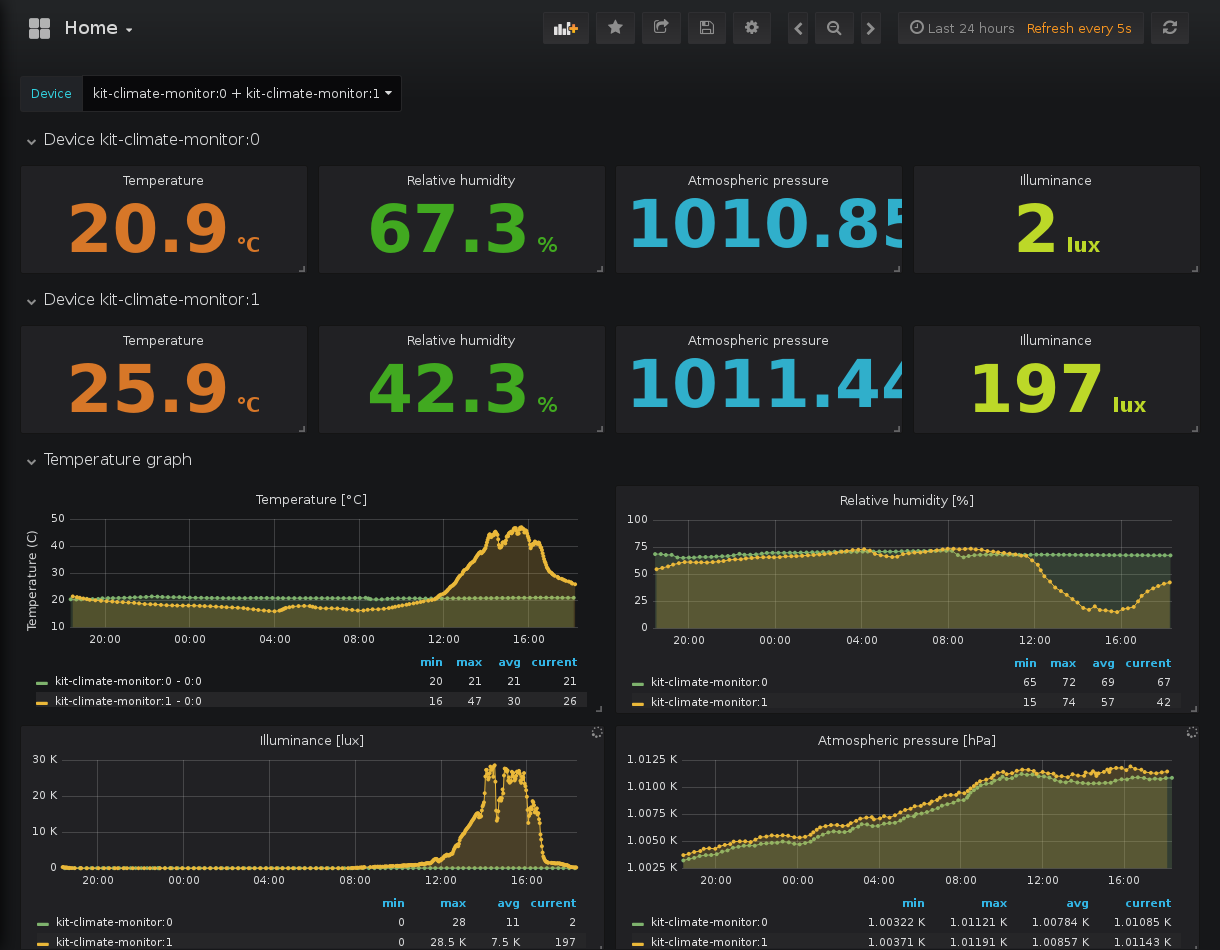 Home
Last 24 hours Refresh every 5s
Device kit-climate-monitor:0 + kit-climate-monitor:1
Device kit-climate-monitor:0
Temperature Relative humidity Atmospheric pressure Illuminance
20.9 °C 67.3 % 1010.85 2 lux
Device kit-climate-monitor:1
Temperature Relative humidity Atmospheric pressure Illuminance
25.9 °C 42.3 % 1011.44 197 lux
Temperature graph
Temperature [°C]
Temperature (C)
50
40
30
20
10
20:00 00:00 04:00 08:00 12:00 16:00
min max avg current
kit-climate-monitor:0 - 0:0 20 21 21 21
kit-climate-monitor:1 - 0:0 16 47 30 26
Relative humidity [%]
100
75
50
25
0
20:00 00:00 04:00 08:00 12:00 16:00
min max avg current
kit-climate-monitor:0 65 72 69 67
kit-climate-monitor:1 15 74 57 42
Illuminance [lux]
30 K
20 K
10 K
0
20:00 00:00 04:00 08:00 12:00 16:00
min max avg current
kit-climate-monitor:0 0 28 11 2
kit-climate-monitor:1 0 28.5 K 7.5 K 197
Atmospheric pressure [hPa]
1.0125 K
1.0100 K
1.0075 K
1.0050 K
1.0025 K
20:00 00:00 04:00 08:00 12:00 16:00
min max avg current
kit-climate-monitor:0 1.00322 K 1.01121 K 1.00784 K 1.01085 K
kit-climate-monitor:1 1.00371 K 1.01191 K 1.00857 K 1.01143 K